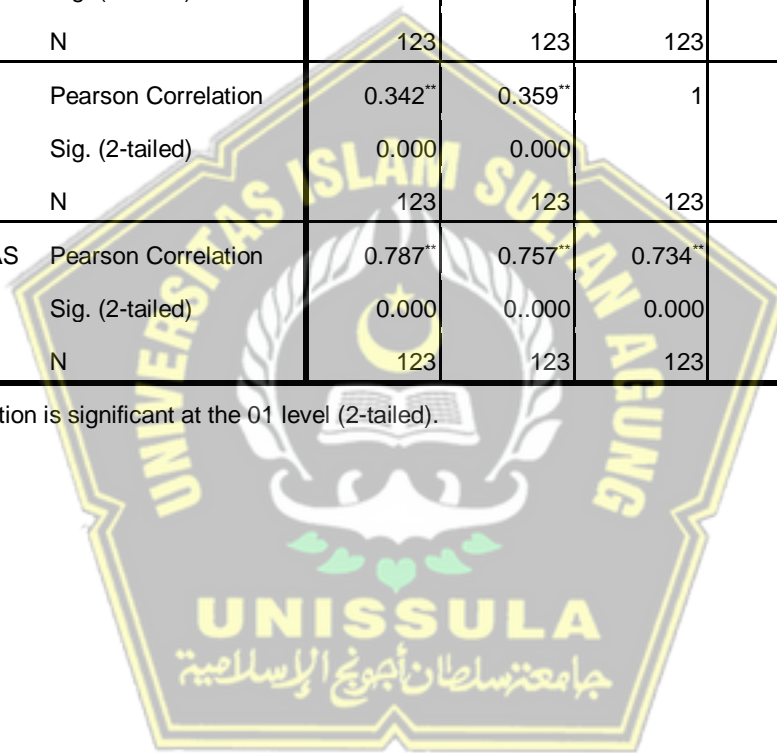 N 123 123 123
Pearson Correlation 0.342** 0.359** 1
Sig. (2-tailed) 0.000 0.000
N 123 123 123
AS Pearson Correlation 0.787** 0.757** 0.734**
Sig. (2-tailed) 0.000 0..000 0.000
N 123 123 123
tion is significant at the 01 level (2-tailed).
UNIVERSITAS ISLAM SULTAN AGUNG
UNISSULA
جامعة سلطان أجونج الإسلامية